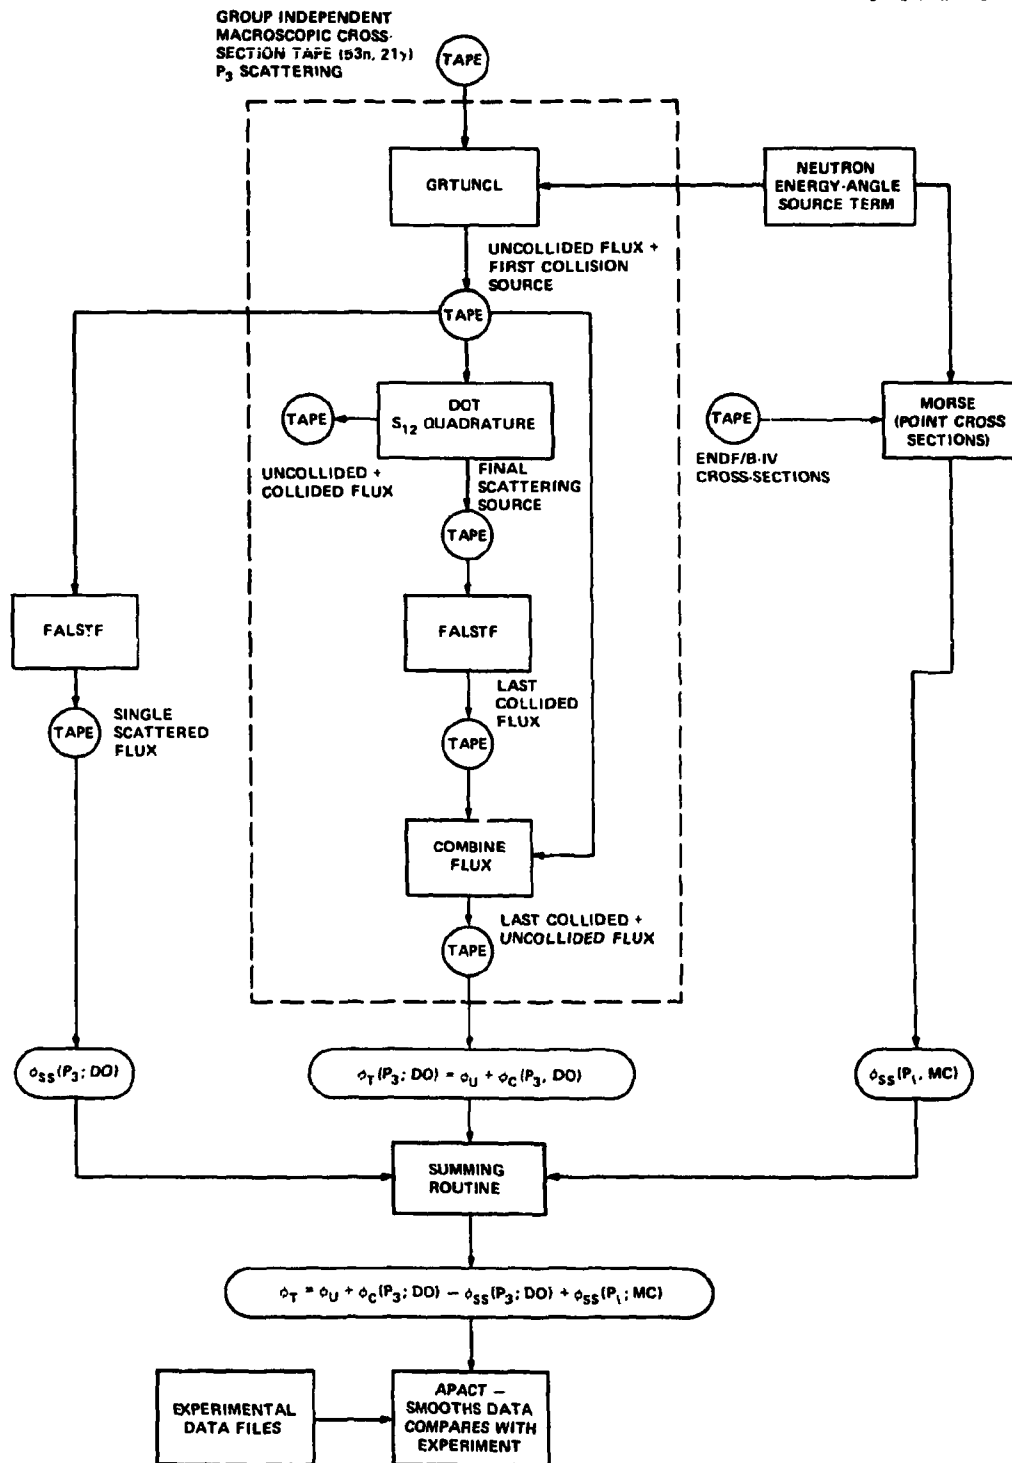 GROUP INDEPENDENT
MACROSCOPIC CROSS-
SECTION TAPE (53n, 21γ)
P3 SCATTERING
TAPE
GRTUNCL
NEUTRON
ENERGY-ANGLE
SOURCE TERM
UNCOLLIDED FLUX +
FIRST COLLISION
SOURCE
TAPE
DOT
S12 QUADRATURE
TAPE
UNCOLLIDED +
COLLIDED FLUX
FINAL
SCATTERING
SOURCE
TAPE
MORSE
(POINT CROSS
SECTIONS)
TAPE
ENDF/B-IV
CROSS-SECTIONS
FALSTF
FALSTF
TAPE
SINGLE
SCATTERED
FLUX
LAST
COLLIDED
FLUX
TAPE
COMBINE
FLUX
LAST COLLIDED +
UNCOLLIDED FLUX
TAPE
ϕSS(P3; DO)
ϕT(P3; DO) = ϕU + ϕC(P3, DO)
ϕSS(Pl, MC)
SUMMING
ROUTINE
ϕT = ϕU + ϕC(P3; DO) − ϕSS(P3; DO) + ϕSS(Pl; MC)
EXPERIMENTAL
DATA FILES
APACT –
SMOOTHS DATA
COMPARES WITH
EXPERIMENT